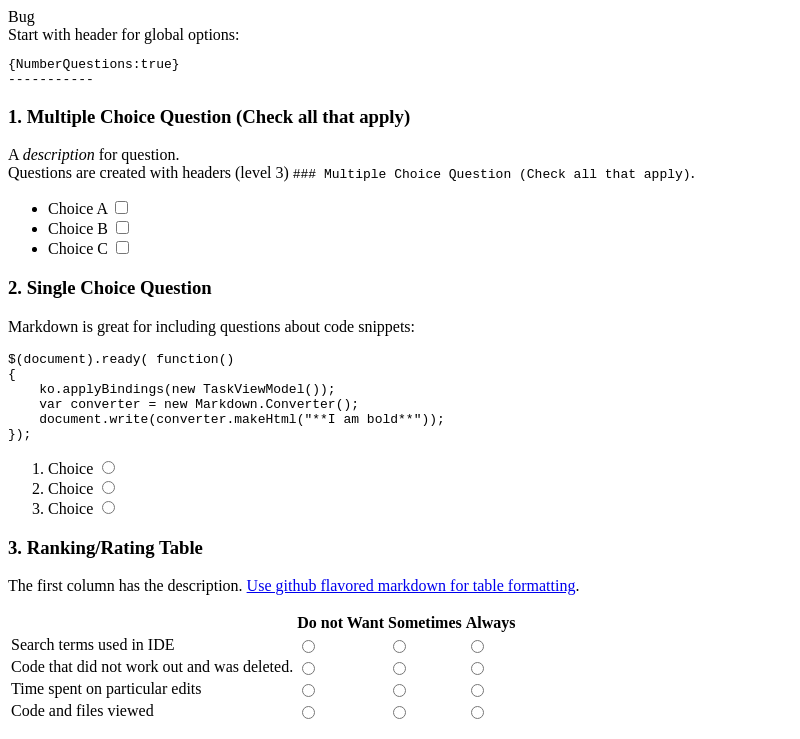 Bug
Start with header for global options:
{NumberQuestions:true}
-----------
1. Multiple Choice Question (Check all that apply)
A description for question.
Questions are created with headers (level 3) ### Multiple Choice Question (Check all that apply).
Choice A
Choice B
Choice C
2. Single Choice Question
Markdown is great for including questions about code snippets:
$(document).ready( function()
{
    ko.applyBindings(new TaskViewModel());
    var converter = new Markdown.Converter();
    document.write(converter.makeHtml("**I am bold**"));
});
1. Choice
2. Choice
3. Choice
3. Ranking/Rating Table
The first column has the description. Use github flavored markdown for table formatting.
Do not Want Sometimes Always
Search terms used in IDE
Code that did not work out and was deleted.
Time spent on particular edits
Code and files viewed